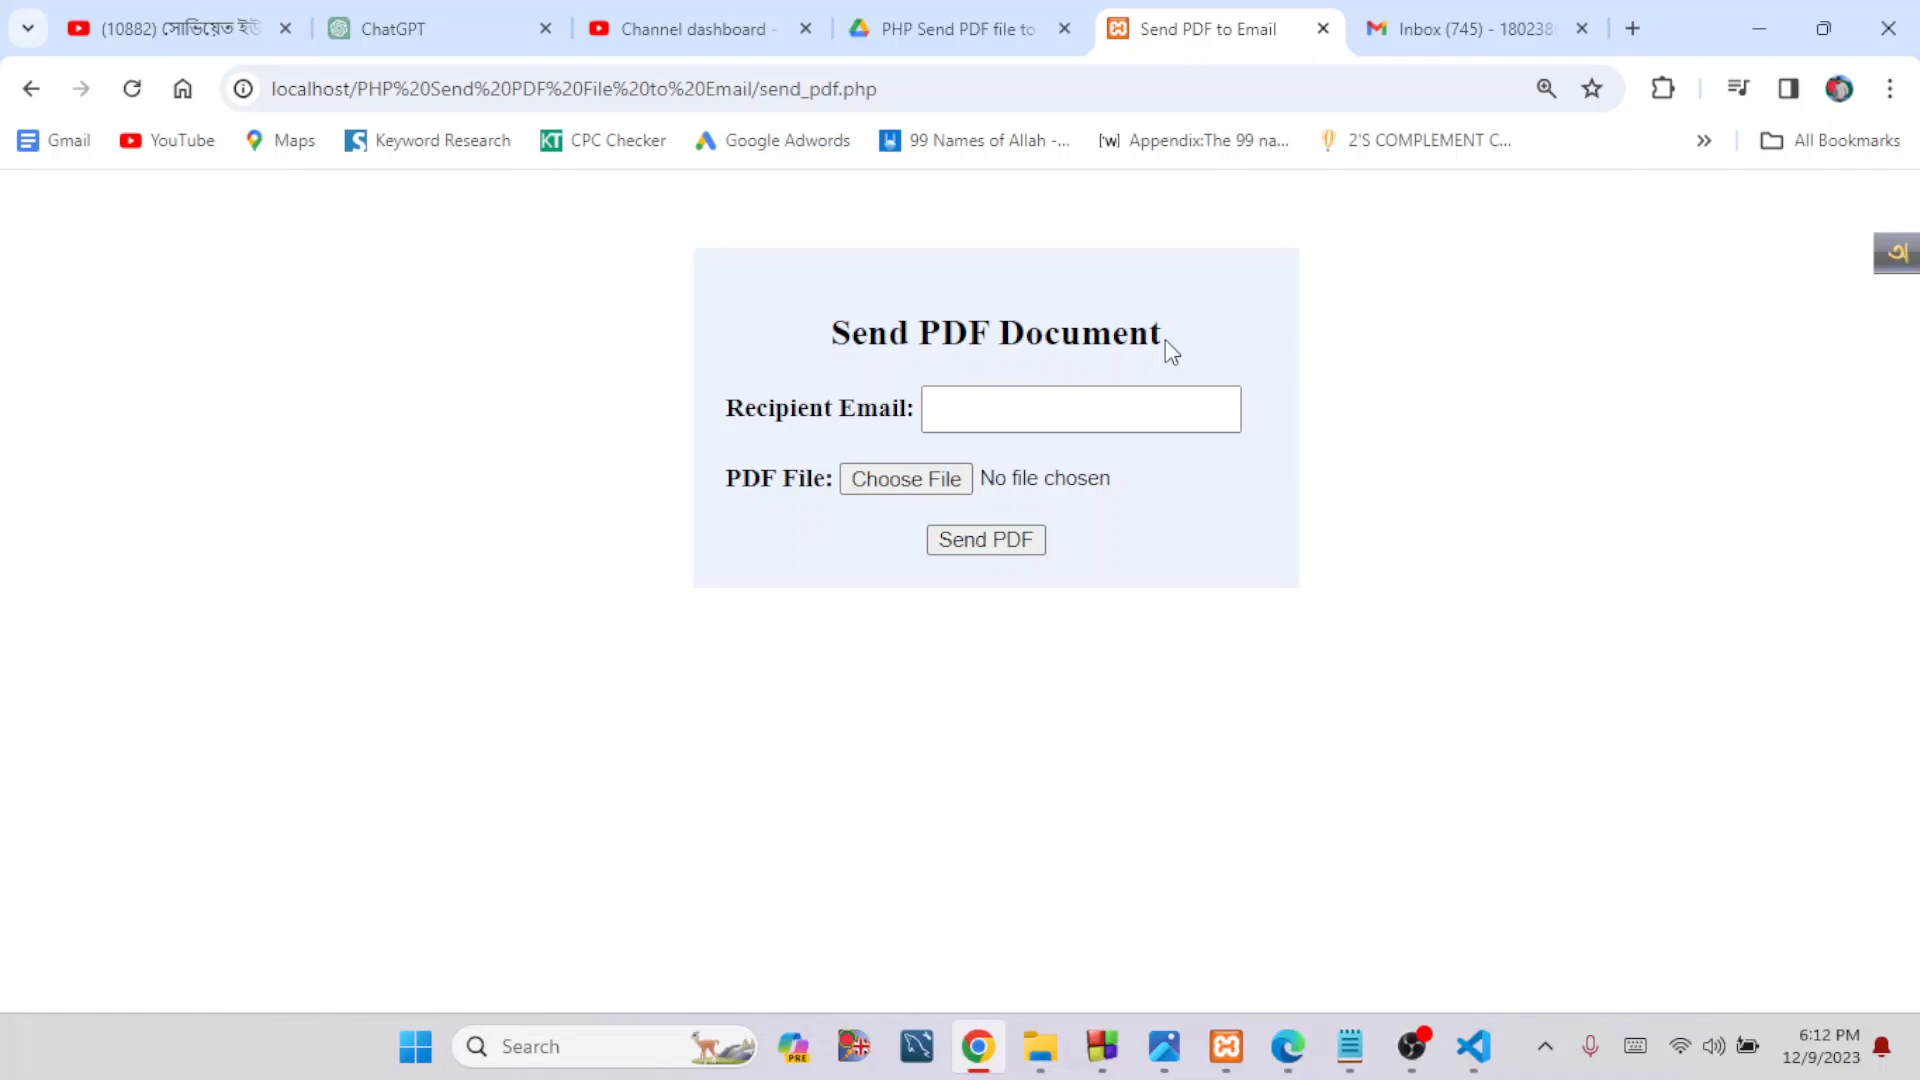 (10882) সোভিয়েত ইউ
ChatGPT
Channel dashboard -
PHP Send PDF file to
Send PDF to Email
Inbox (745) - 180238
localhost/PHP%20Send%20PDF%20File%20to%20Email/send_pdf.php
Gmail
YouTube
Maps
Keyword Research
KT
CPC Checker
Google Adwords
99 Names of Allah -...
[w]
Appendix:The 99 na...
2'S COMPLEMENT C...
All Bookmarks
অ
Send PDF Document
Recipient Email:
PDF File: Choose File No file chosen
Send PDF
Search
PRE
6:12 PM
12/9/2023